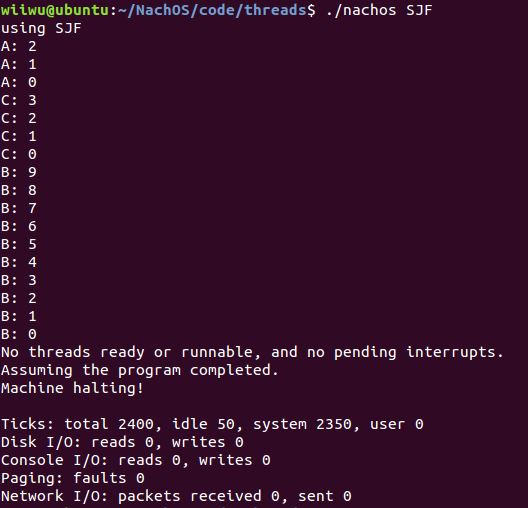 wiiwu@ubuntu:~/NachOS/code/threads$ ./nachos SJF
using SJF
A: 2
A: 1
A: 0
C: 3
C: 2
C: 1
C: 0
B: 9
B: 8
B: 7
B: 6
B: 5
B: 4
B: 3
B: 2
B: 1
B: 0
No threads ready or runnable, and no pending interrupts.
Assuming the program completed.
Machine halting!

Ticks: total 2400, idle 50, system 2350, user 0
Disk I/O: reads 0, writes 0
Console I/O: reads 0, writes 0
Paging: faults 0
Network I/O: packets received 0, sent 0